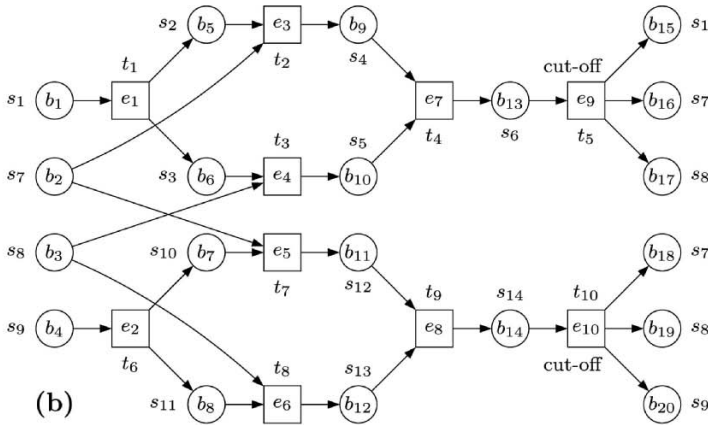 s₂ b₅ e₃ b₉ b₁₅ s₁
t₁ t₂ s₄ cut-off
s₁ b₁ e₁ e₇ b₁₃ e₉ b₁₆ s₇
t₃ s₅ t₄ s₆ t₅
s₇ b₂ s₃ b₆ e₄ b₁₀ b₁₇ s₈
s₈ b₃ s₁₀ b₇ e₅ b₁₁ b₁₈ s₇
t₇ s₁₂ t₉ s₁₄ t₁₀
s₉ b₄ e₂ e₈ b₁₄ e₁₀ b₁₉ s₈
t₆ t₈ s₁₃ cut-off
(b) s₁₁ b₈ e₆ b₁₂ b₂₀ s₉